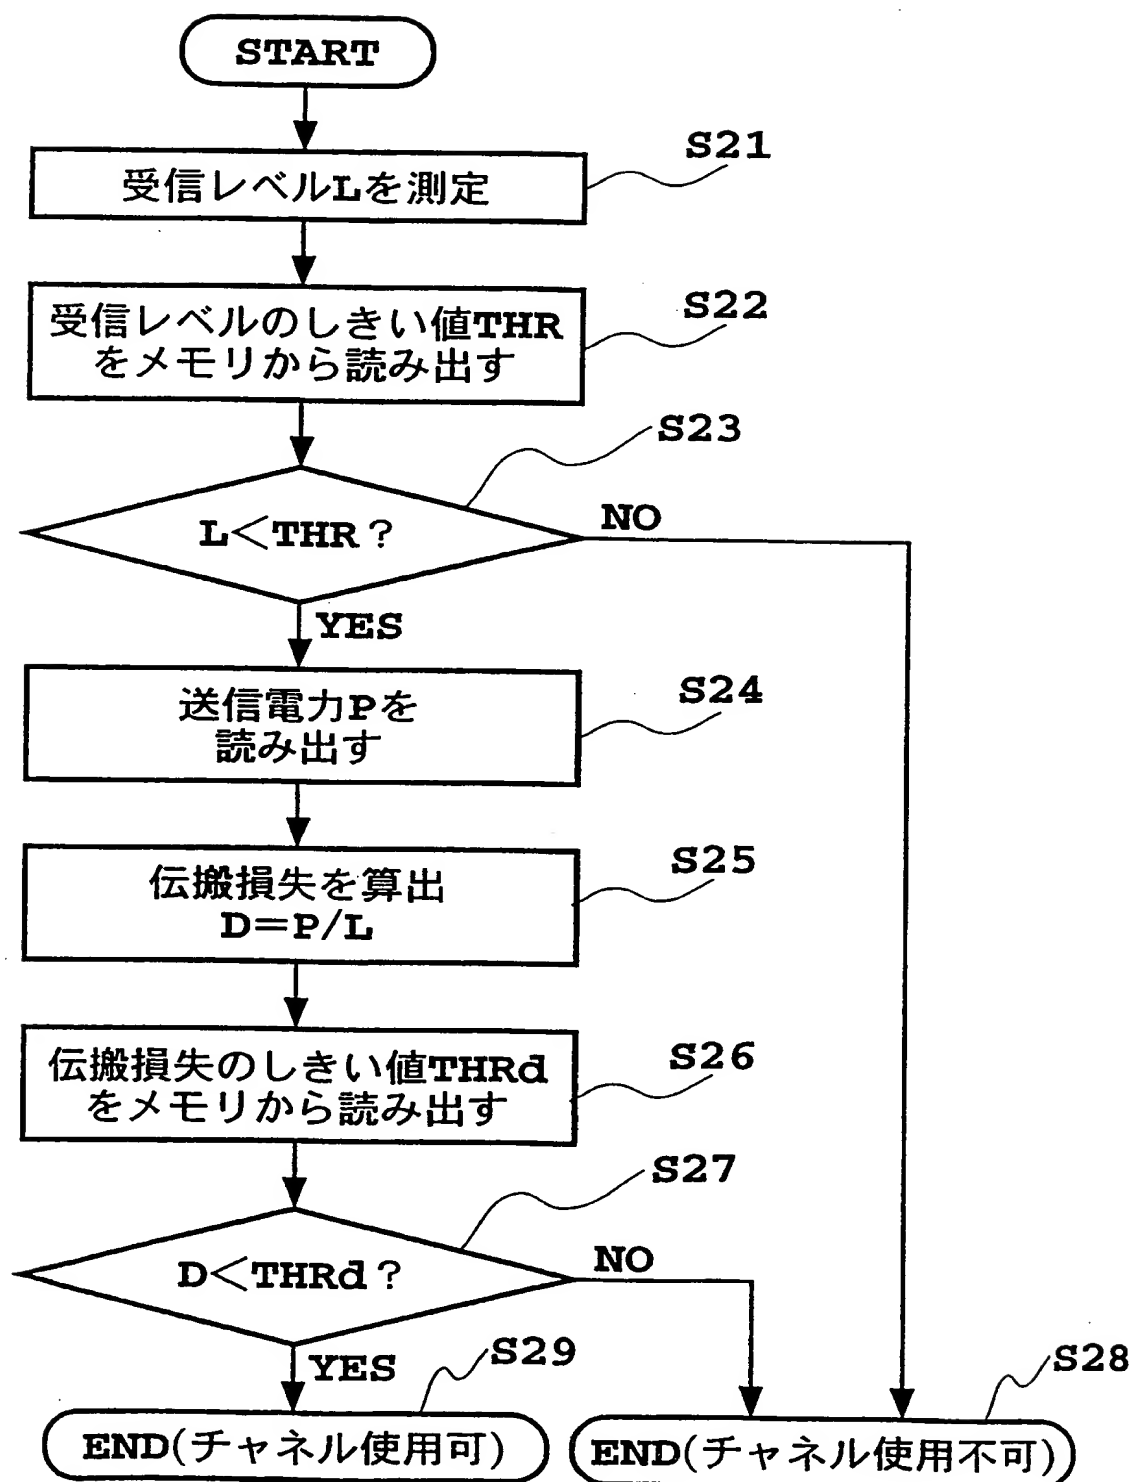 START
S21
受信レベルLを測定
S22
受信レベルのしきい値THR
をメモリから読み出す
S23
L＜THR？
NO
YES
S24
送信電力Pを
読み出す
S25
伝搬損失を算出
D=P/L
S26
伝搬損失のしきい値THRd
をメモリから読み出す
S27
D＜THRd？
NO
YES
S29
S28
END(チャネル使用可)
END(チャネル使用不可)